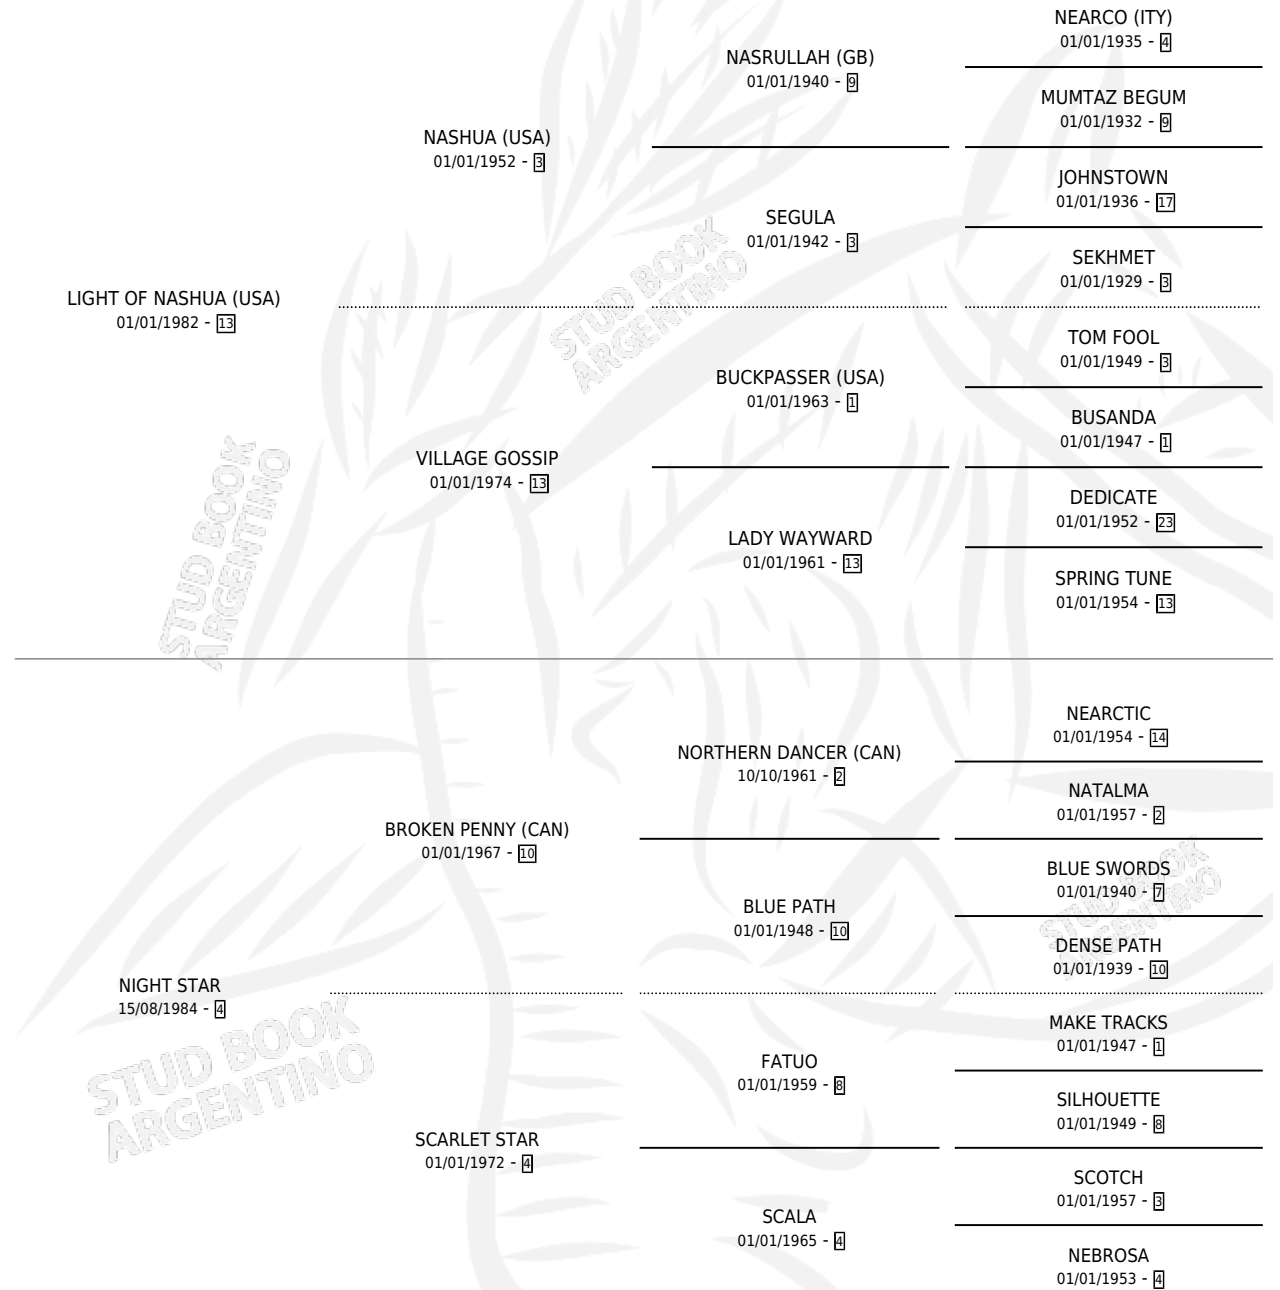 NEARCO (ITY)
01/01/1935 - 4
NASRULLAH (GB)
01/01/1940 - 9
MUMTAZ BEGUM
01/01/1932 - 9
NASHUA (USA)
01/01/1952 - 3
JOHNSTOWN
01/01/1936 - 17
SEGULA
01/01/1942 - 3
SEKHMET
01/01/1929 - 3
LIGHT OF NASHUA (USA)
01/01/1982 - 13
TOM FOOL
01/01/1949 - 3
BUCKPASSER (USA)
01/01/1963 - 1
BUSANDA
01/01/1947 - 1
VILLAGE GOSSIP
01/01/1974 - 13
DEDICATE
01/01/1952 - 23
LADY WAYWARD
01/01/1961 - 13
SPRING TUNE
01/01/1954 - 13
STUD BOOK
ARGENTINO
STUD BOOK
ARGENTINO
NEARCTIC
01/01/1954 - 14
NORTHERN DANCER (CAN)
10/10/1961 - 2
NATALMA
01/01/1957 - 2
BROKEN PENNY (CAN)
01/01/1967 - 10
BLUE SWORDS
01/01/1940 - 7
BLUE PATH
01/01/1948 - 10
DENSE PATH
01/01/1939 - 10
STUD BOOK
ARGENTINO
NIGHT STAR
15/08/1984 - 4
MAKE TRACKS
01/01/1947 - 1
FATUO
01/01/1959 - 8
SILHOUETTE
01/01/1949 - 8
SCARLET STAR
01/01/1972 - 4
SCOTCH
01/01/1957 - 3
SCALA
01/01/1965 - 4
NEBROSA
01/01/1953 - 4
STUD BOOK
ARGENTINO